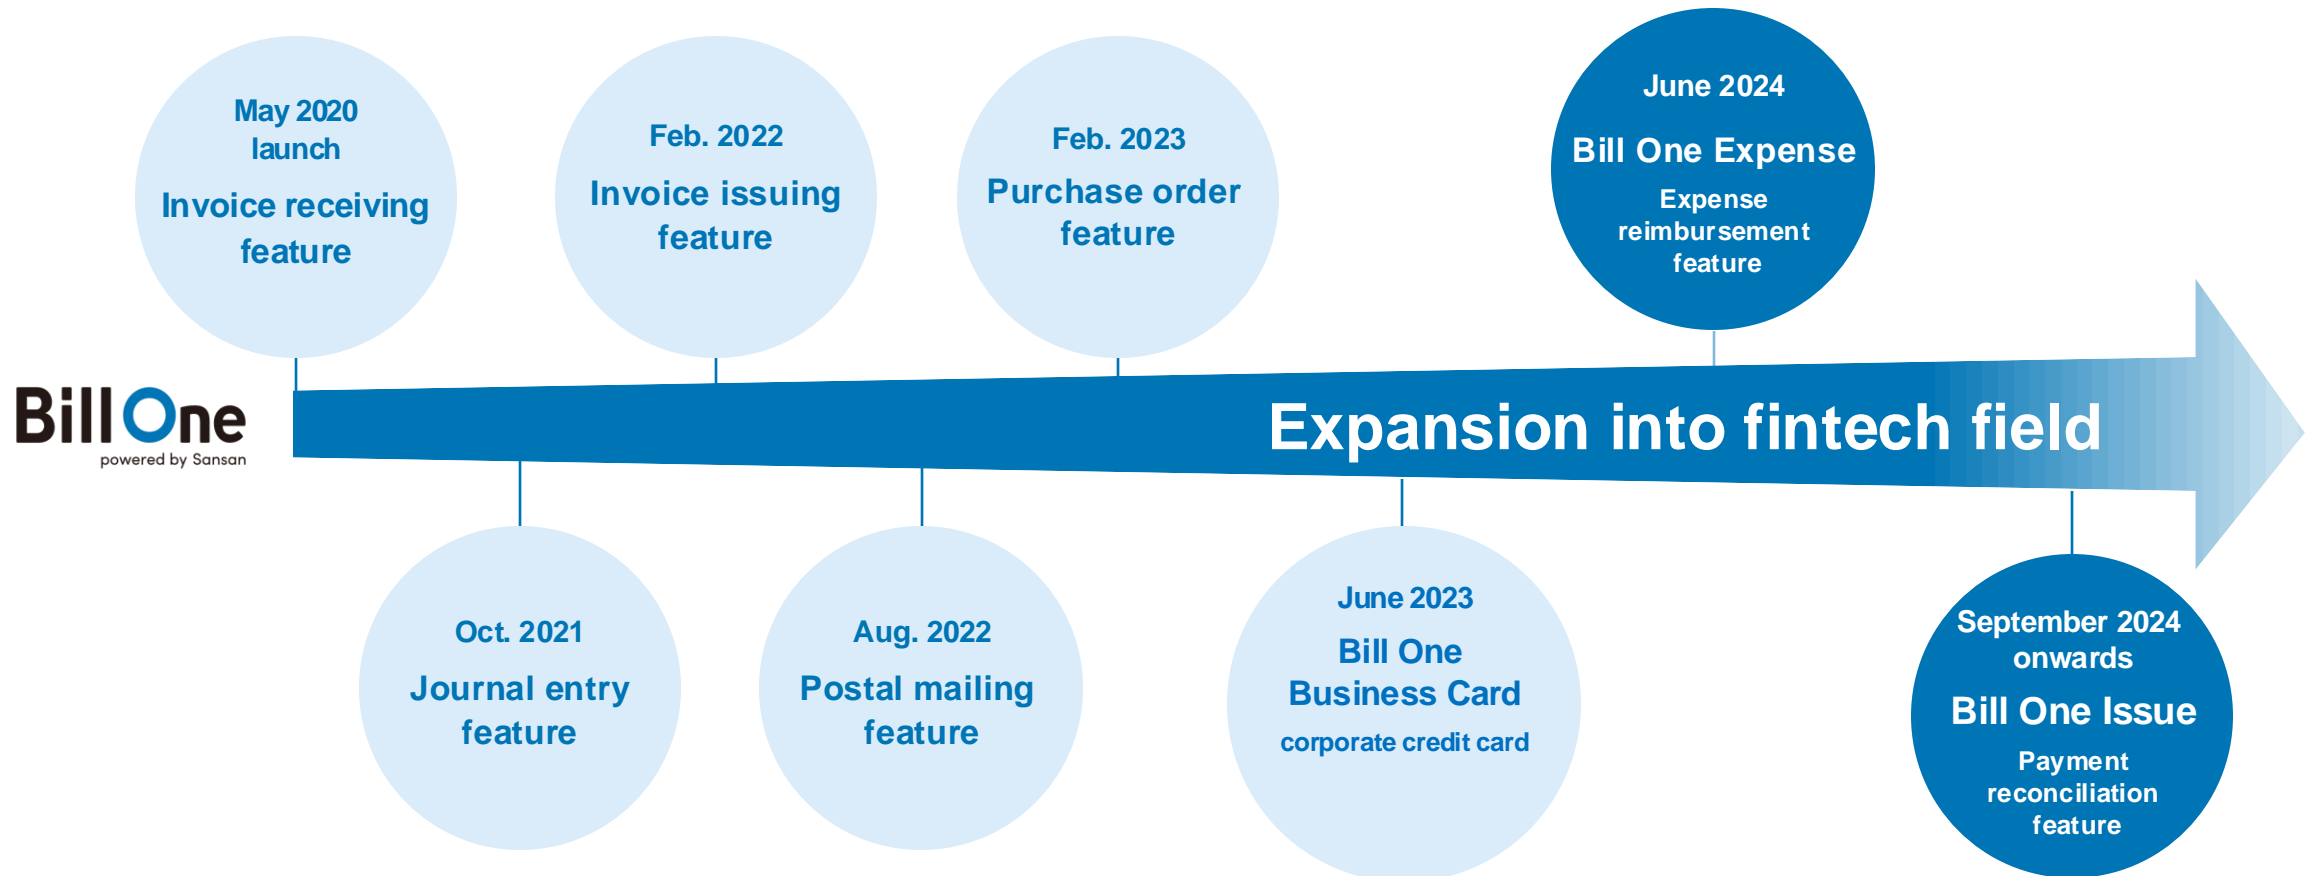 May 2020
launch
Invoice receiving
feature
Feb. 2022
Invoice issuing
feature
Feb. 2023
Purchase order
feature
June 2024
Bill One Expense
Expense
reimbursement
feature
Bill One
powered by Sansan
Expansion into fintech field
Oct. 2021
Journal entry
feature
Aug. 2022
Postal mailing
feature
June 2023
Bill One
Business Card
corporate credit card
September 2024
onwards
Bill One Issue
Payment
reconciliation
feature